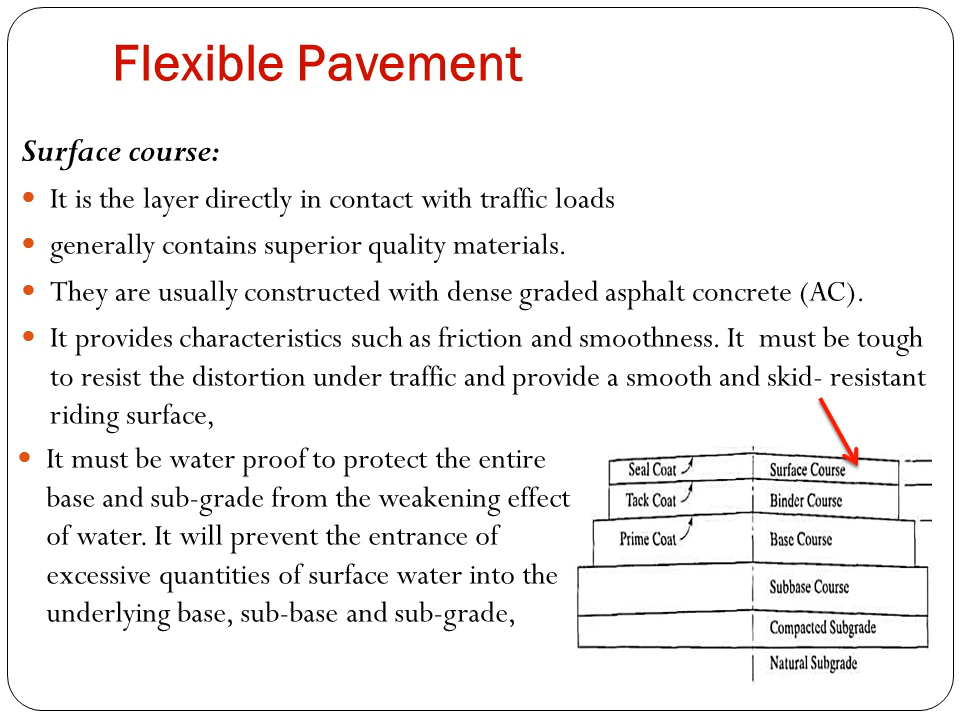 Flexible Pavement
Surface course:
• It is the layer directly in contact with traffic loads
• generally contains superior quality materials.
• They are usually constructed with dense graded asphalt concrete (AC).
• It provides characteristics such as friction and smoothness. It must be tough
to resist the distortion under traffic and provide a smooth and skid- resistant
riding surface,
• It must be water proof to protect the entire
base and sub-grade from the weakening effect
of water. It will prevent the entrance of
excessive quantities of surface water into the
underlying base, sub-base and sub-grade,
Seal Coat Surface Course
Tack Coat Binder Course
Prime Coat Base Course
Subbase Course
Compacted Subgrade
Natural Subgrade